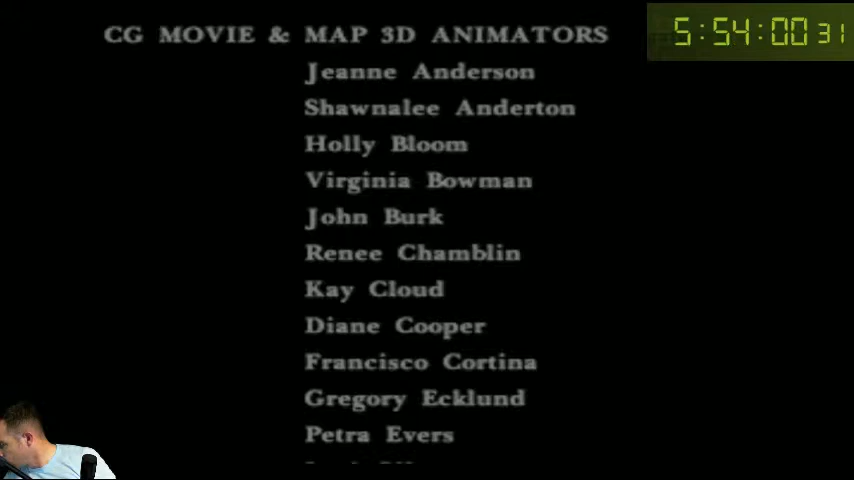 5:54:00 31
CG MOVIE & MAP 3D ANIMATORS
Jeanne Anderson
Shawnalee Anderton
Holly Bloom
Virginia Bowman
John Burk
Renee Chamblin
Kay Cloud
Diane Cooper
Francisco Cortina
Gregory Ecklund
Petra Evers